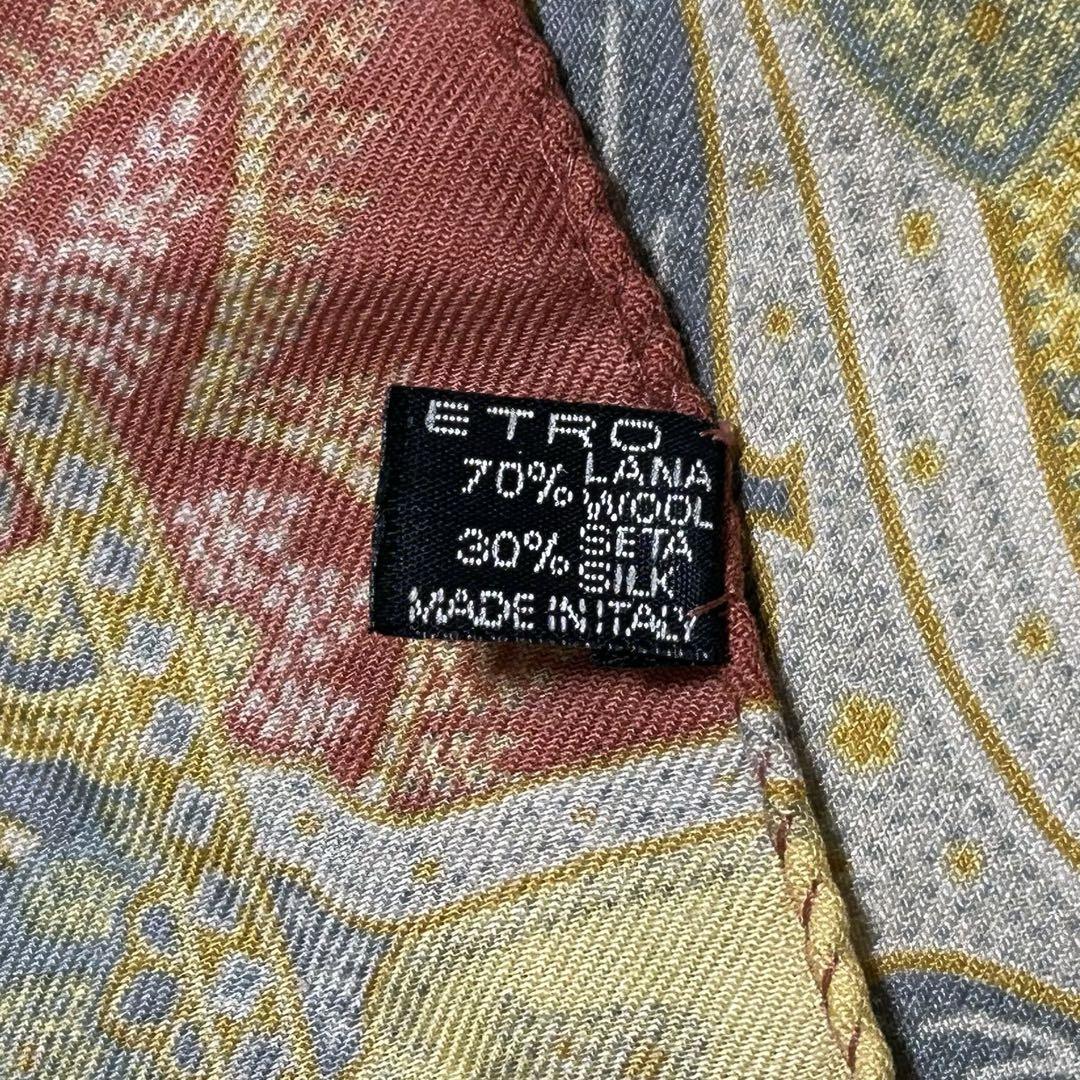 ETRO
70% LANA
WOOL
30% SETA
SILK
MADE IN ITALY